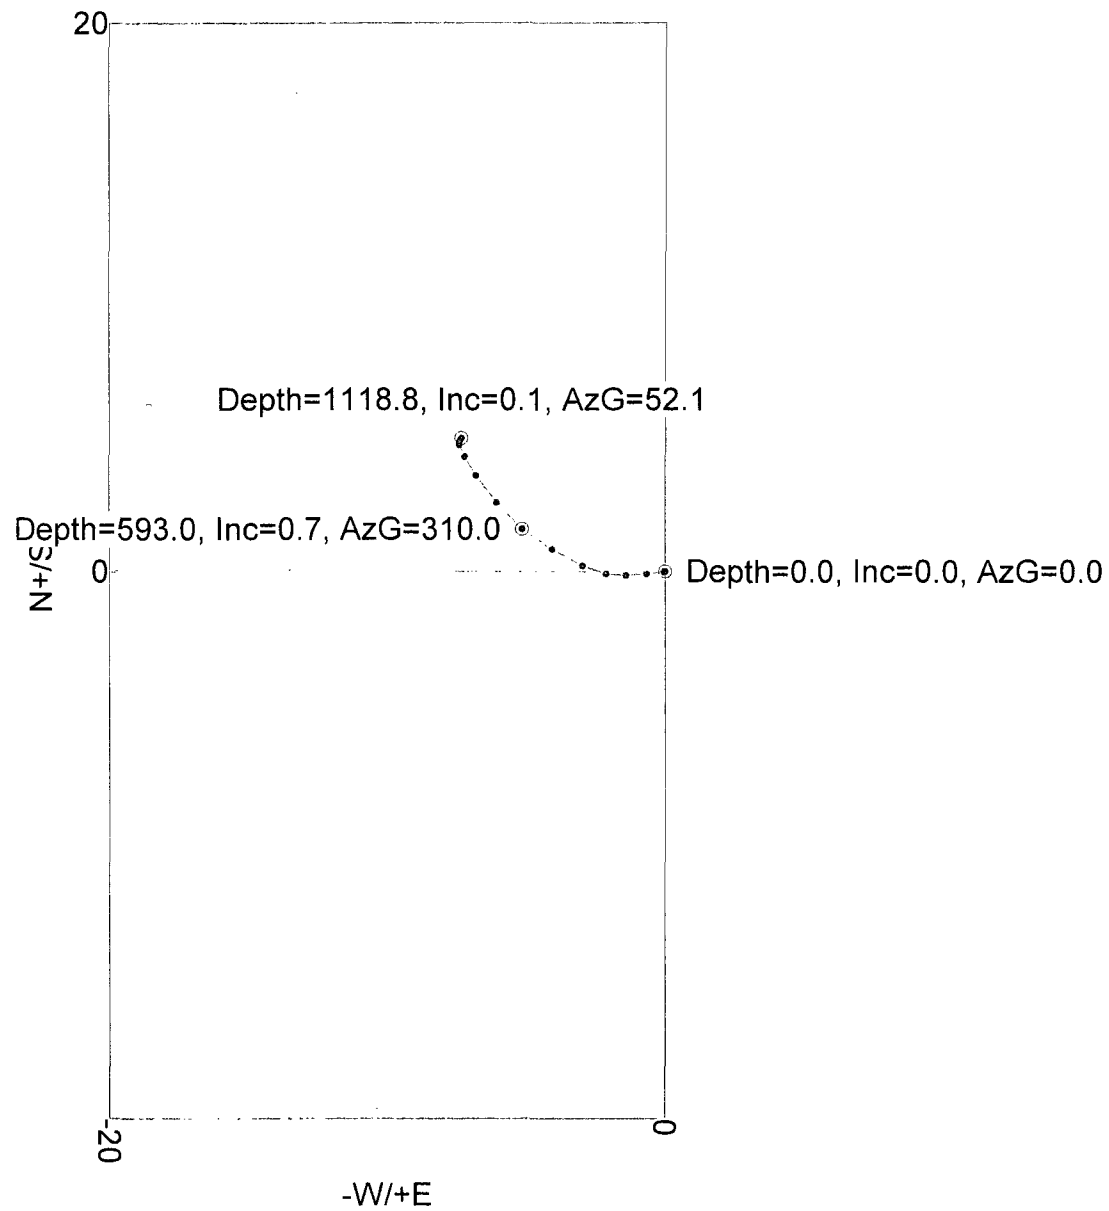 20
Depth=1118.8, Inc=0.1, AzG=52.1
Depth=593.0, Inc=0.7, AzG=310.0
S/+N
0
Depth=0.0, Inc=0.0, AzG=0.0
-20
0
-W/+E